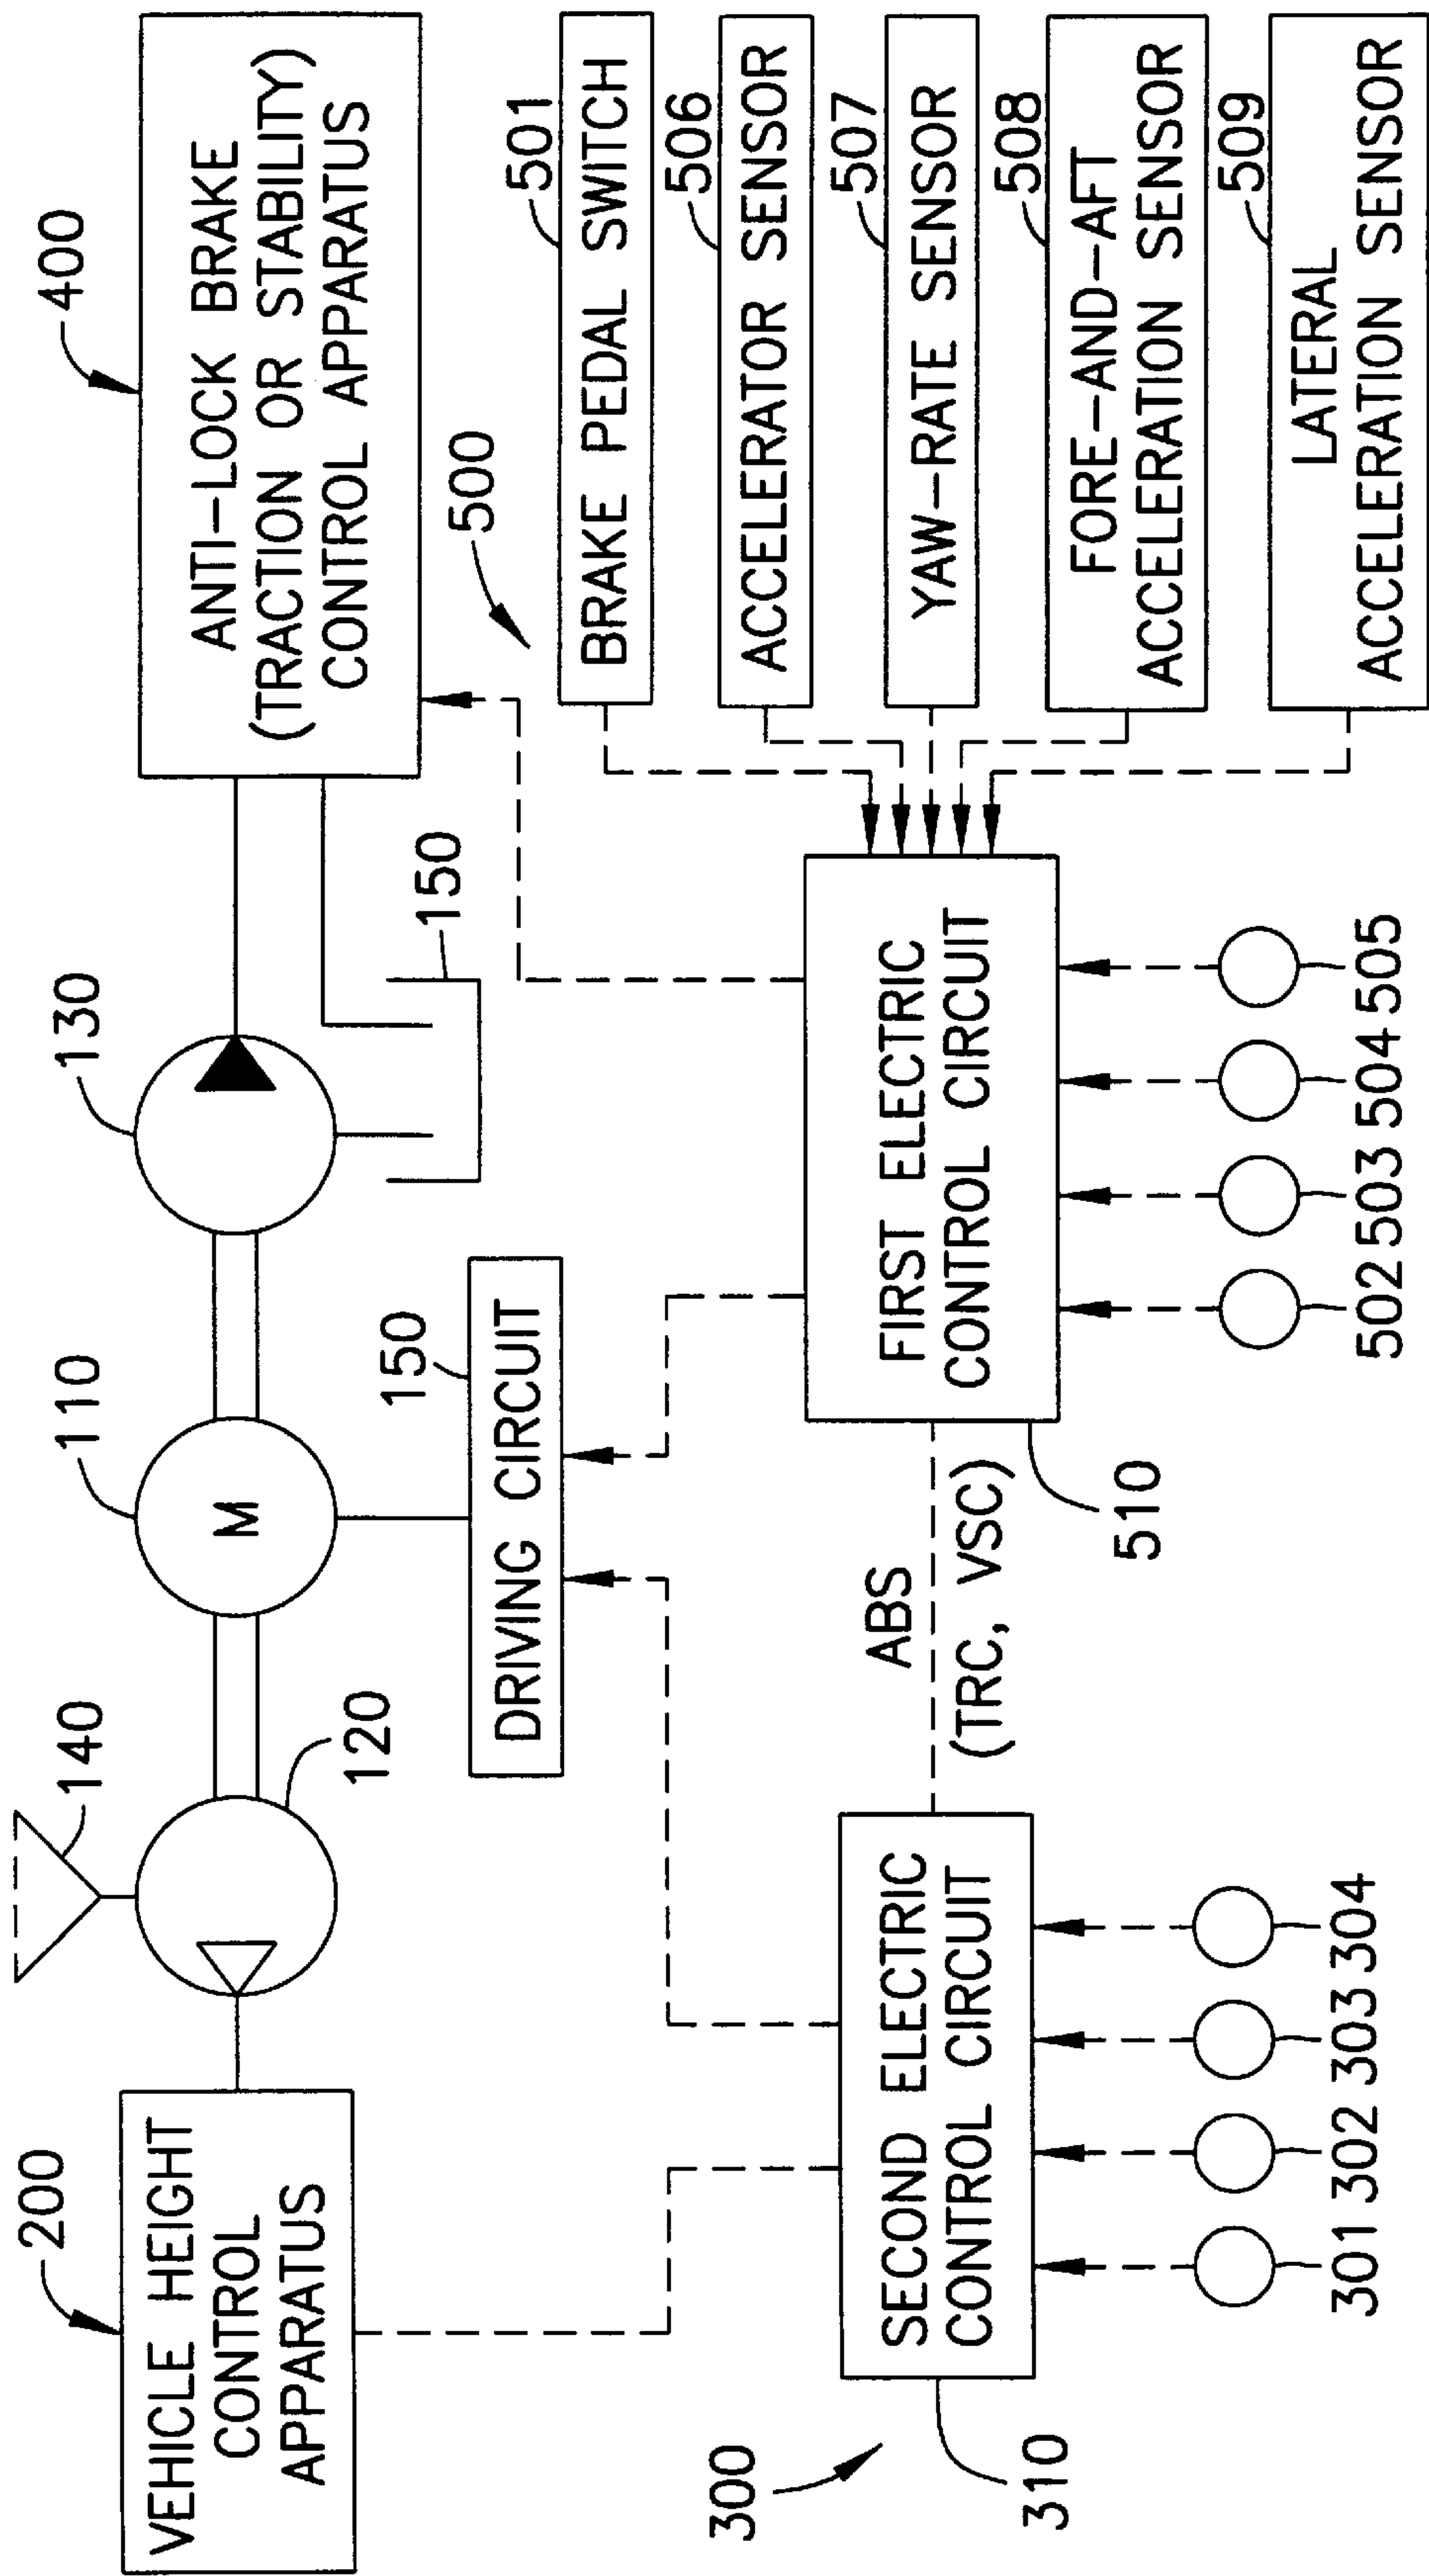 200
VEHICLE HEIGHT
CONTROL
APPARATUS
140
120
110
M
130
150
400
ANTI-LOCK BRAKE
(TRACTION OR STABILITY)
CONTROL APPARATUS
150
DRIVING CIRCUIT
500
501
BRAKE PEDAL SWITCH
506
ACCELERATOR SENSOR
507
YAW-RATE SENSOR
508
FORE-AND-AFT
ACCELERATION SENSOR
509
LATERAL
ACCELERATION SENSOR
300
310
SECOND ELECTRIC
CONTROL CIRCUIT
ABS
(TRC, VSC)
510
FIRST ELECTRIC
CONTROL CIRCUIT
301 302 303 304
502 503 504 505